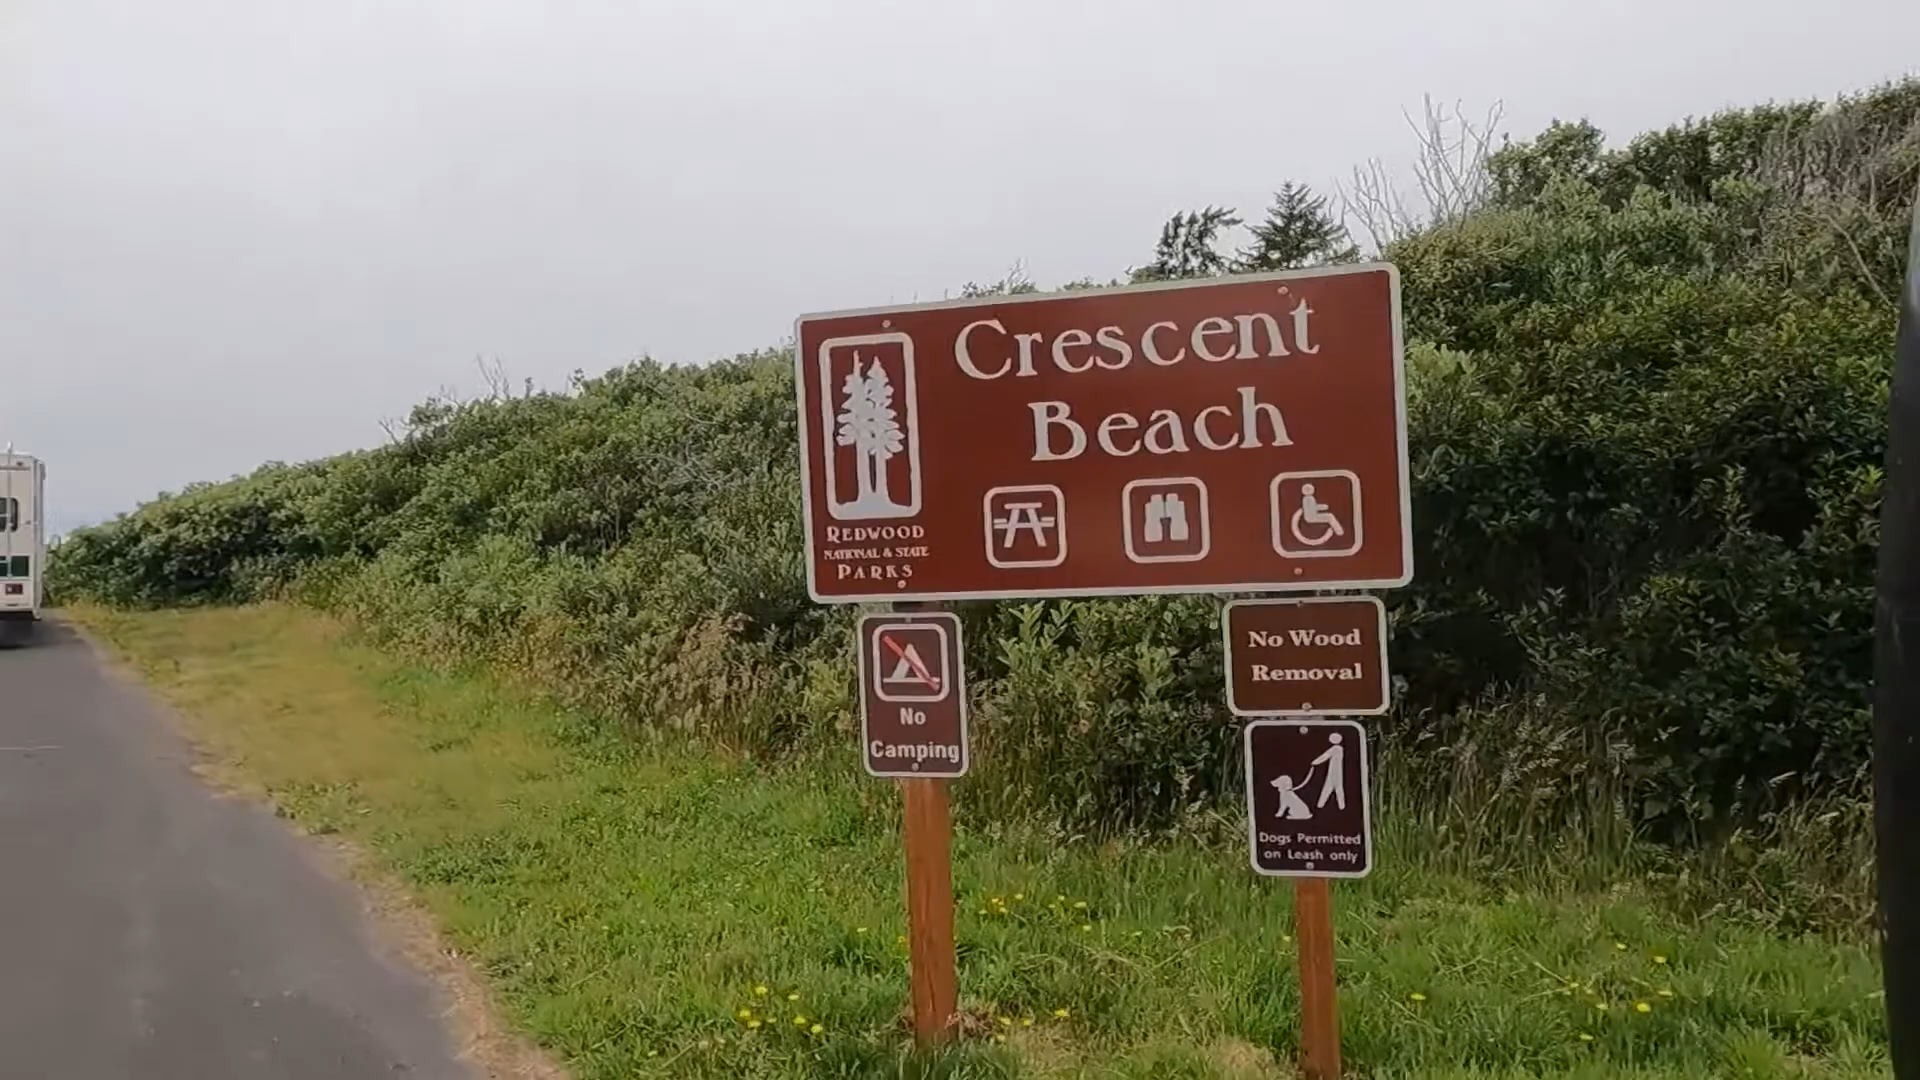 Crescent
Beach
REDWOOD
NATIONAL & STATE
PARKS
No
Camping
No Wood
Removal
Dogs Permitted
on Leash only